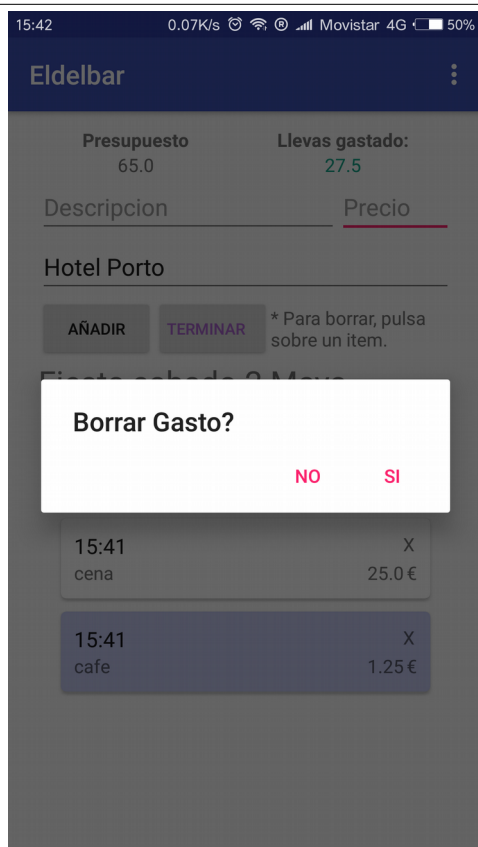 15:42 0.07K/s ® Movistar 4G 50%
Eldelbar
Presupuesto Llevas gastado:
65.0 27.5
Descripcion Precio
Hotel Porto
AÑADIR TERMINAR * Para borrar, pulsa
sobre un item.
Borrar Gasto?
NO SI
15:41 X
cena 25.0 €
15:41 X
cafe 1.25 €